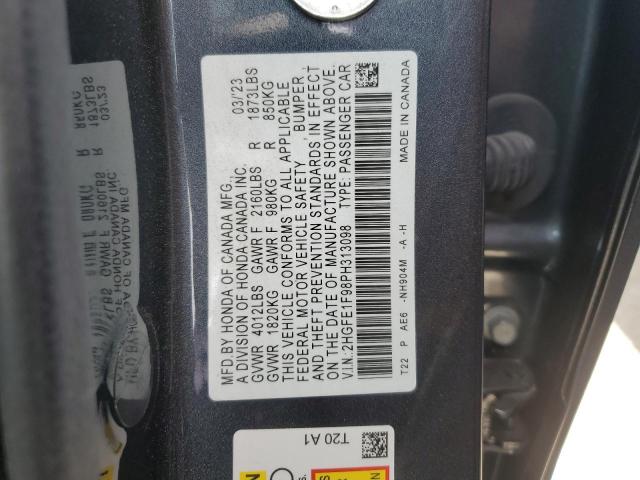 MFD.BY HONDA OF CANADA MFG., 03/23
A DIVISION OF HONDA CANADA INC.
GVWR 4012LBS GAWR F 2160LBS R 1873LBS
GVWR 1820KG GAWR F 980KG R 850KG
THIS VEHICLE CONFORMS TO ALL APPLICABLE
FEDERAL MOTOR VEHICLE SAFETY, BUMPER,
AND THEFT PREVENTION STANDARDS IN EFFECT
ON THE DATE OF MANUFACTURE SHOWN ABOVE.
V.I.N.:2HGFE1F98PH313098 TYPE: PASSENGER CAR
T22 P AE6 -NH904M -A -H MADE IN CANADA
T20 A1